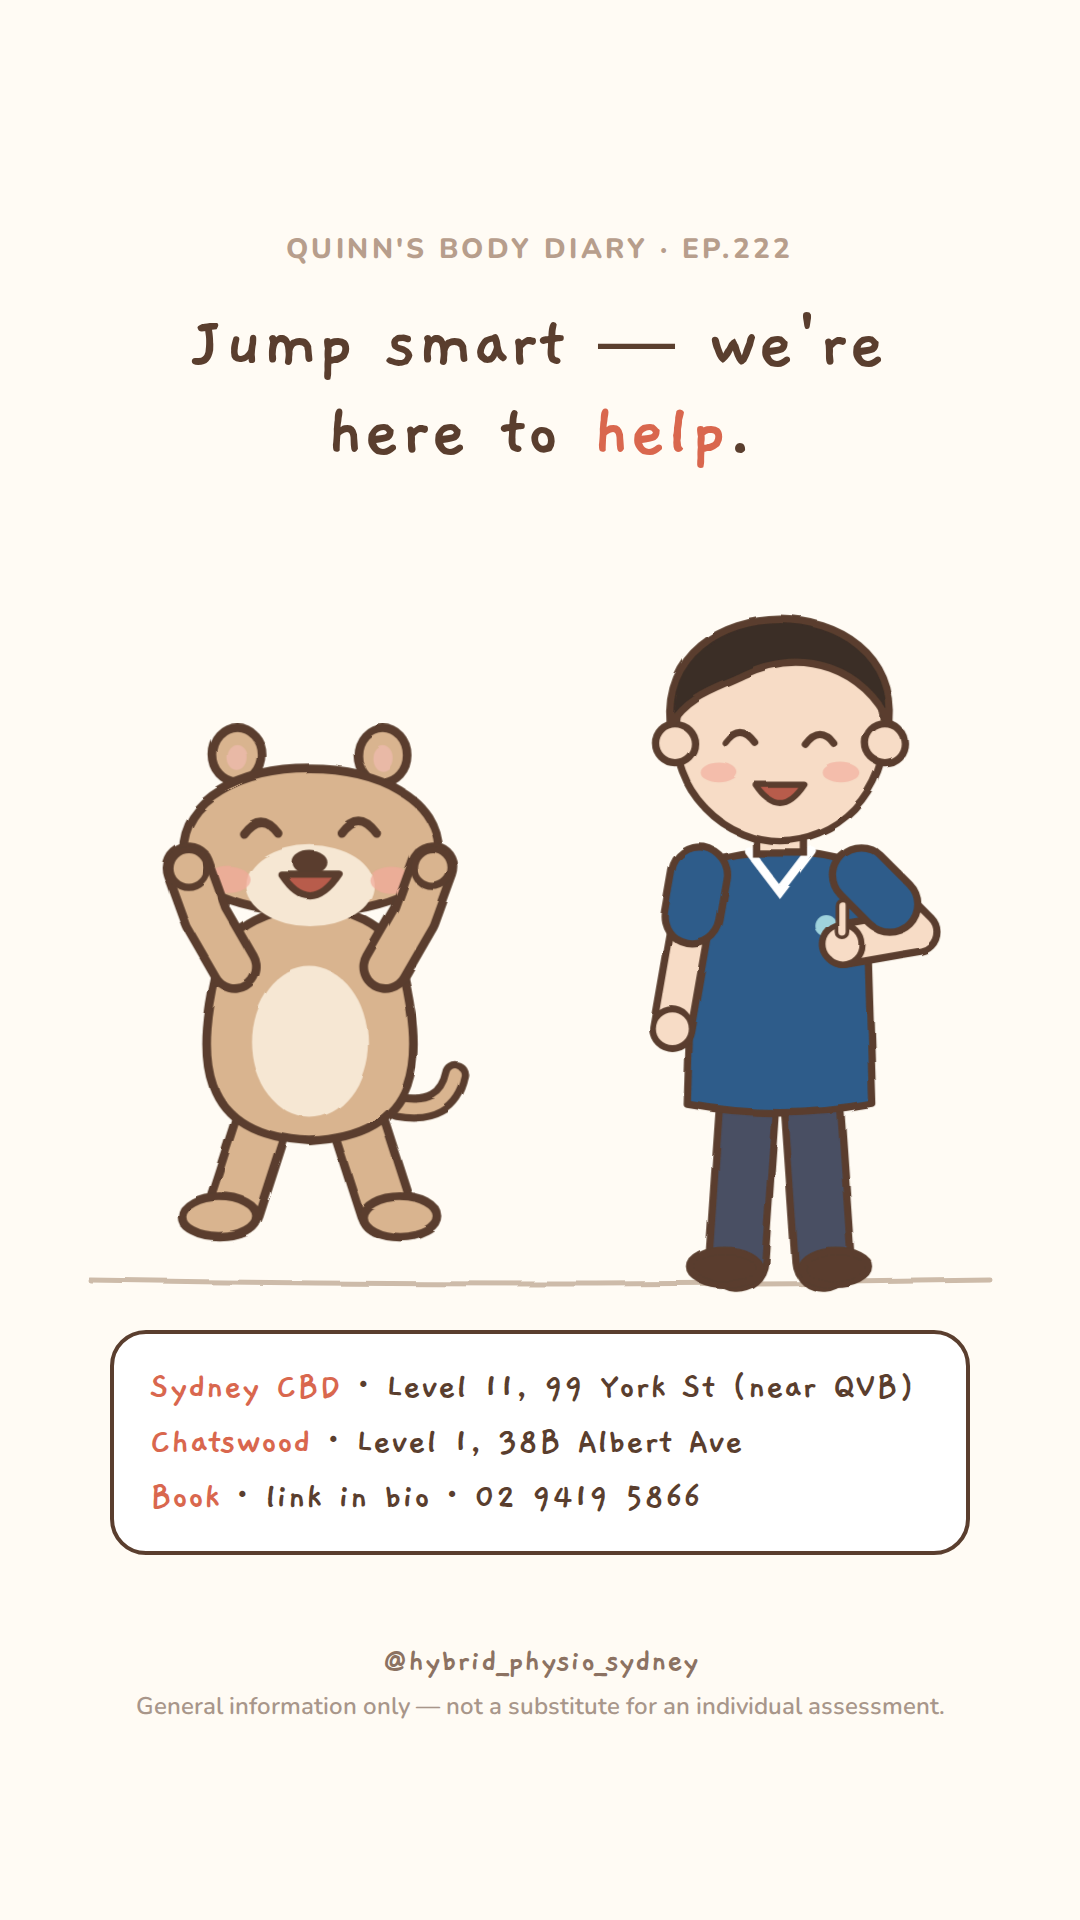 QUINN'S BODY DIARY · EP.222
Jump smart — we're
here to help.
Sydney CBD · Level 11, 99 York St (near QVB)
Chatswood · Level 1, 38B Albert Ave
Book · link in bio · 02 9419 5866
@hybrid_physio_sydney
General information only — not a substitute for an individual assessment.